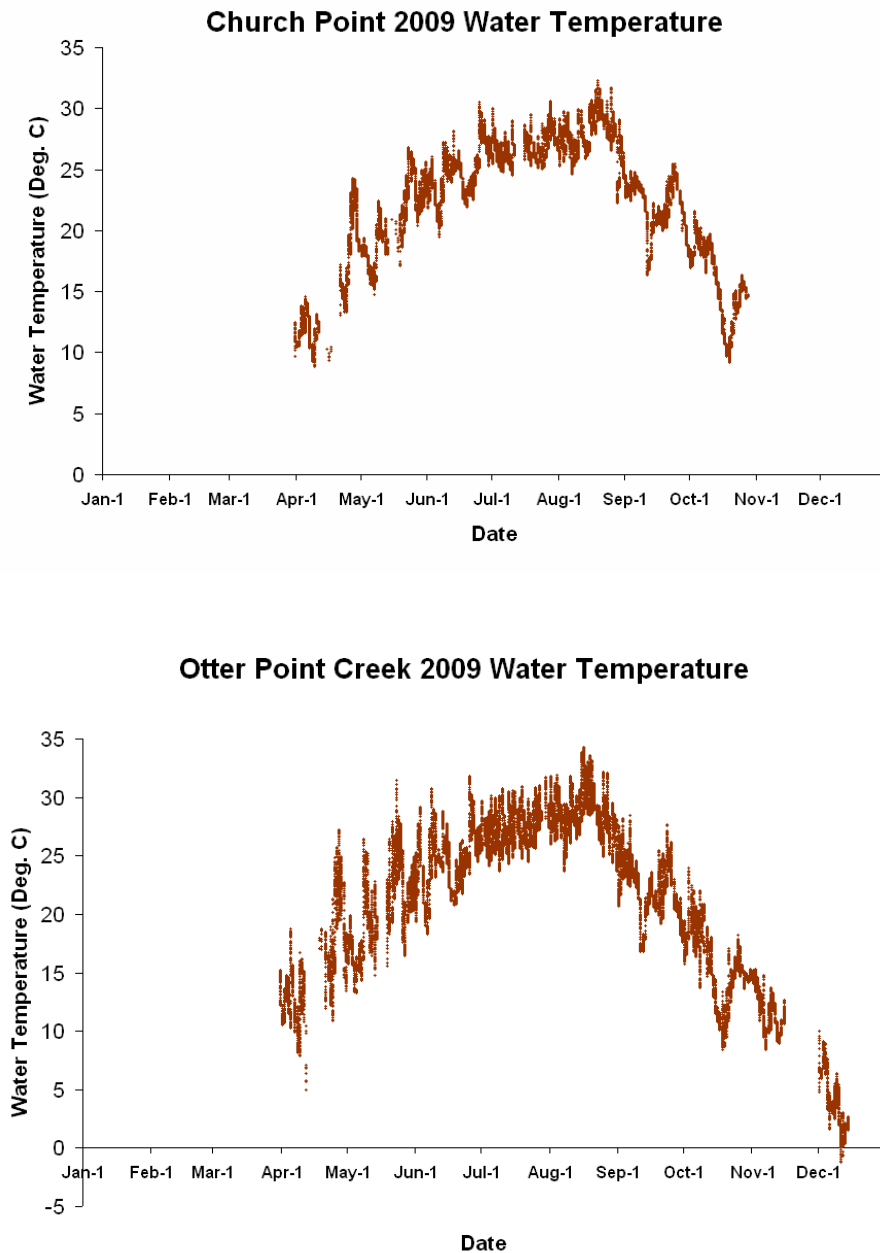 Church Point 2009 Water Temperature
35
30
25
20
15
10
5
0
Water Temperature (Deg. C)
Jan-1 Feb-1 Mar-1 Apr-1 May-1 Jun-1 Jul-1 Aug-1 Sep-1 Oct-1 Nov-1 Dec-1
Date
Otter Point Creek 2009 Water Temperature
35
30
25
20
15
10
5
0
-5
Water Temperature (Deg. C)
Jan-1 Feb-1 Mar-1 Apr-1 May-1 Jun-1 Jul-1 Aug-1 Sep-1 Oct-1 Nov-1 Dec-1
Date